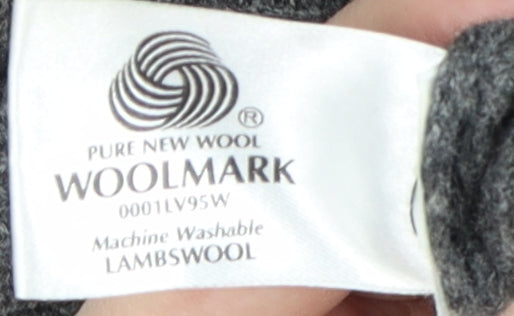 ®
PURE NEW WOOL
WOOLMARK
0001LV95W
Machine Washable
LAMBSWOOL